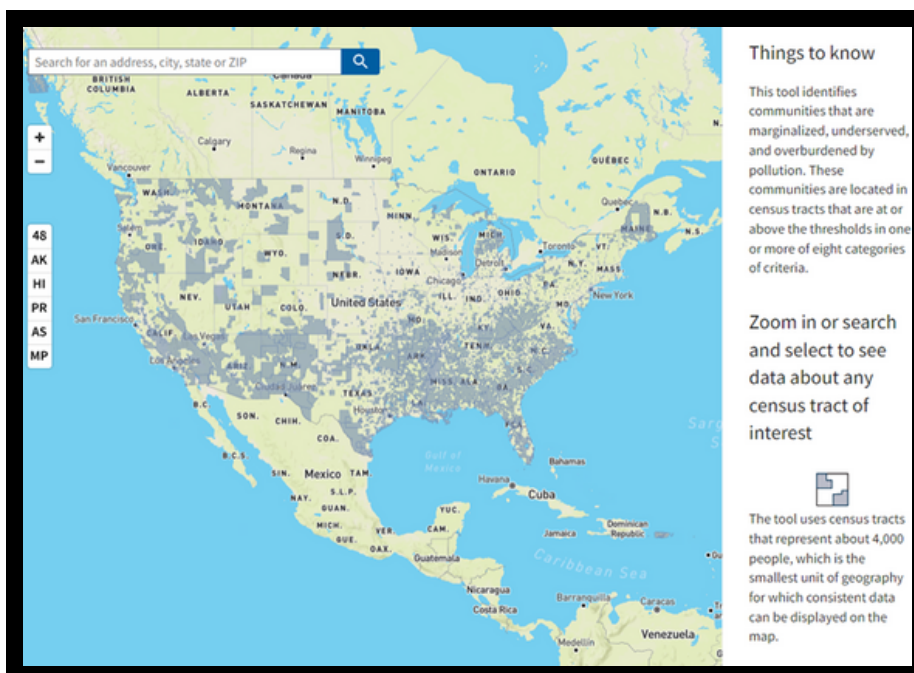 Search for an address, city, state or ZIP
Things to know
This tool identifies
communities that are
marginalized, underserved,
and overburdened by
pollution. These
communities are located in
census tracts that are at or
above the thresholds in one
or more of eight categories
of criteria.
Zoom in or search
and select to see
data about any
census tract of
interest
The tool uses census tracts
that represent about 4,000
people, which is the
smallest unit of geography
for which consistent data
can be displayed on the
map.
+
−
48
AK
HI
PR
AS
MP
Canada
BRITISH
COLUMBIA
ALBERTA
SASKATCHEWAN
MANITOBA
Calgary
Regina
Winnipeg
Vancouver
ONTARIO
QUÉBEC
Quebec
N.B.
N.S.
WASH.
MONTANA
N.D.
MINN.
MAINE
Salem
ORE.
IDAHO
S.D.
WIS.
MICH
Toronto
VT.
WYO.
Madison
Detroit
N.Y.
MASS
NEBR.
IOWA
Chicago
PA.
NEV.
UTAH
COLO.
United States
ILL.
IND.
OHIO
New York
San Francisco
MO.
KY.
VA.
CALIF
Las Vegas
Los Angeles
ARIZ
N.M.
OKLA.
ARK.
TENN.
N.C.
S.C.
Ciudad Juárez
TEXAS
MISS.
ALA
GA.
Houston
LA.
FLA
B.C.
SON.
CHIH.
COA.
B.C.S
Gulf of
Mexico
Sarg
S
SIN.
Mexico
TAM.
Bahamas
NAY.
S.L.P.
Havana
Cuba
GUAN.
YUC.
MICH.
VER.
CAM.
Jamaica
Dominican
Republic
GUE.
OAX.
Guatemala
Caribbean Sea
Nicaragua
Costa Rica
Barranquilla
Caracas
Medellín
Venezuela